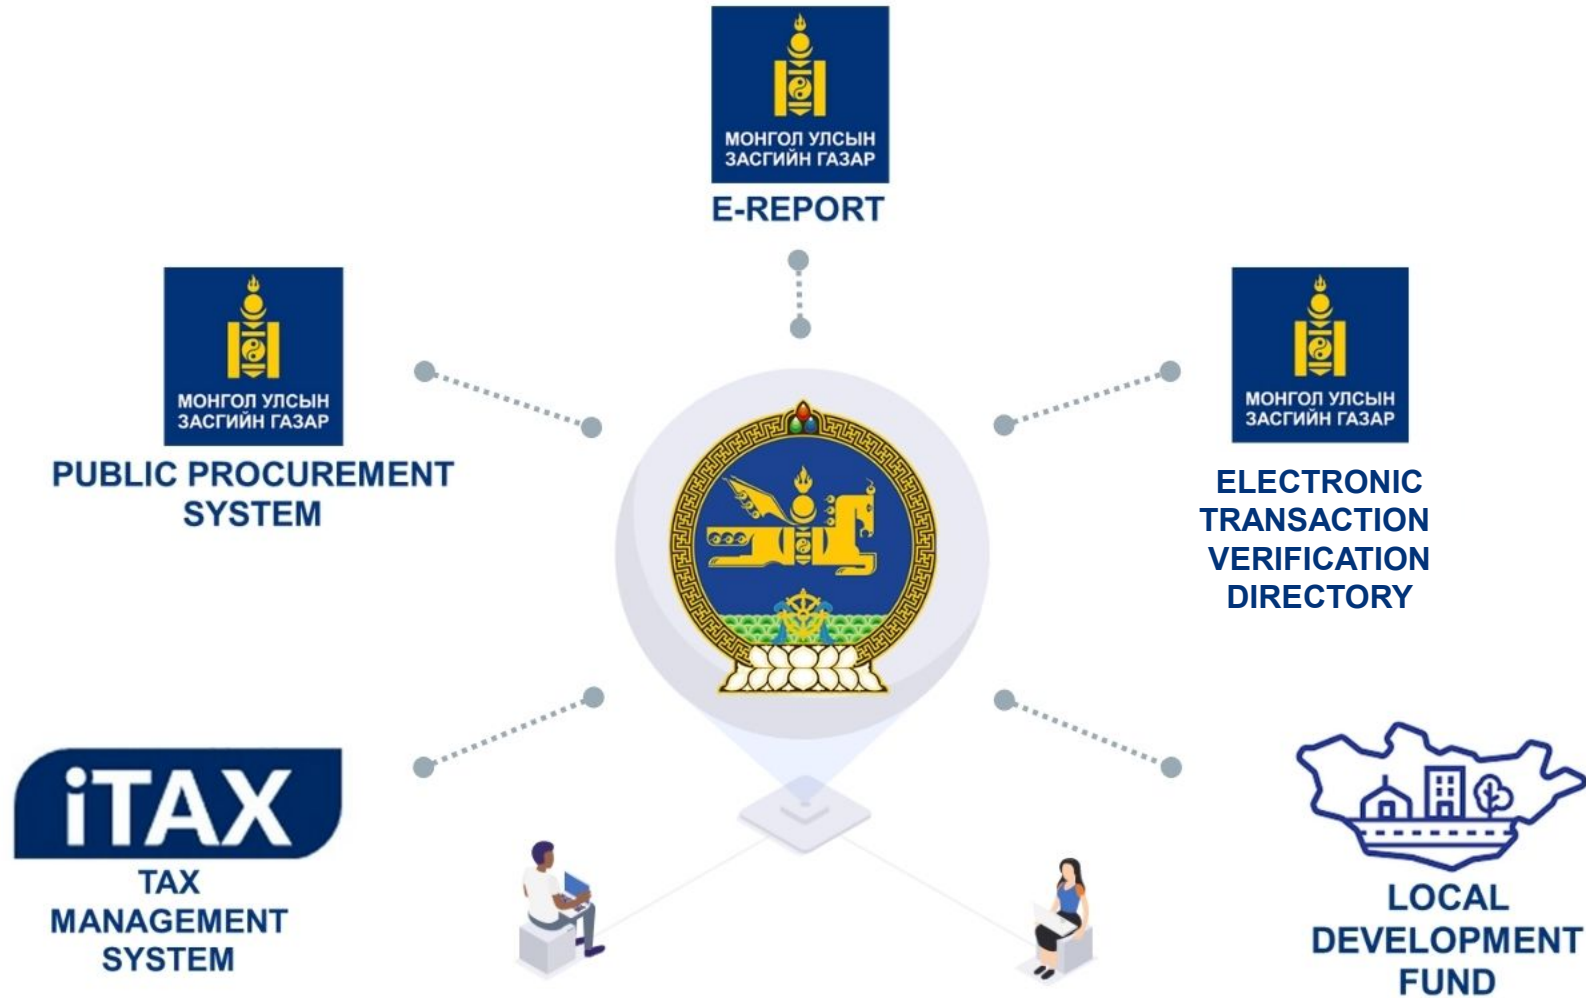 МОНГОЛ УЛСЫН
ЗАСГИЙН ГАЗАР
E-REPORT
МОНГОЛ УЛСЫН
ЗАСГИЙН ГАЗАР
PUBLIC PROCUREMENT
SYSTEM
МОНГОЛ УЛСЫН
ЗАСГИЙН ГАЗАР
ELECTRONIC
TRANSACTION
VERIFICATION
DIRECTORY
iTAX
TAX
MANAGEMENT
SYSTEM
LOCAL
DEVELOPMENT
FUND